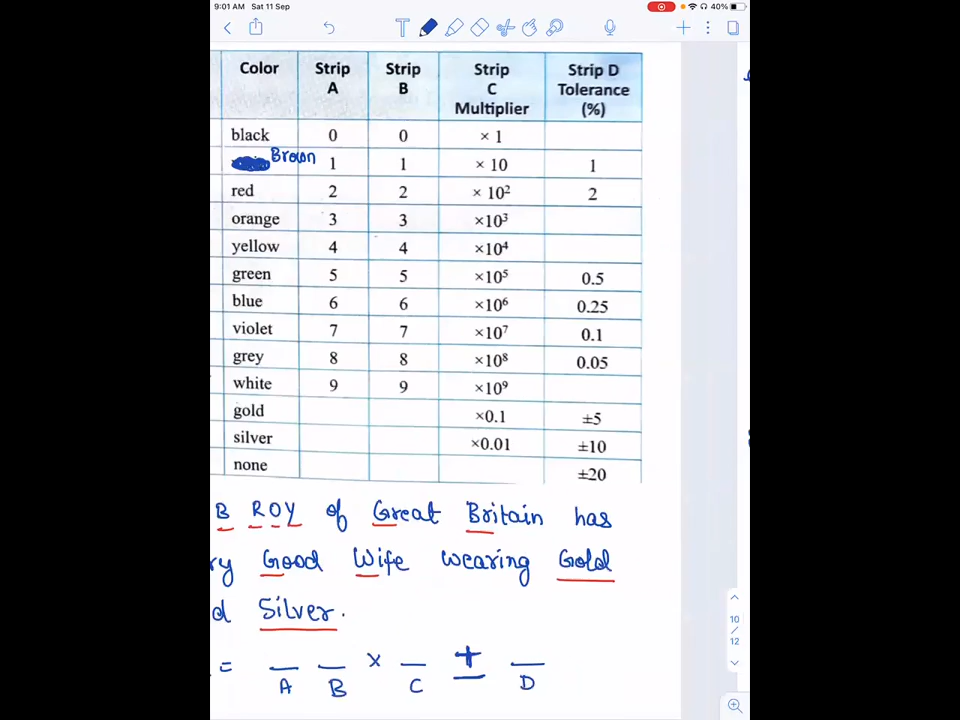 9:01 AM Sat 11 Sep 40%
Color Strip A Strip B Strip C Multiplier Strip D Tolerance (%)
black 0 0 × 1
Brown 1 1 × 10 1
red 2 2 × 10² 2
orange 3 3 ×10³
yellow 4 4 ×10⁴
green 5 5 ×10⁵ 0.5
blue 6 6 ×10⁶ 0.25
violet 7 7 ×10⁷ 0.1
grey 8 8 ×10⁸ 0.05
white 9 9 ×10⁹
gold ×0.1 ±5
silver ×0.01 ±10
none ±20
B ROY of Great Britain has
ry Good Wife wearing Gold
d Silver.
= __ __ × __ ± __
A B C D
10 / 12